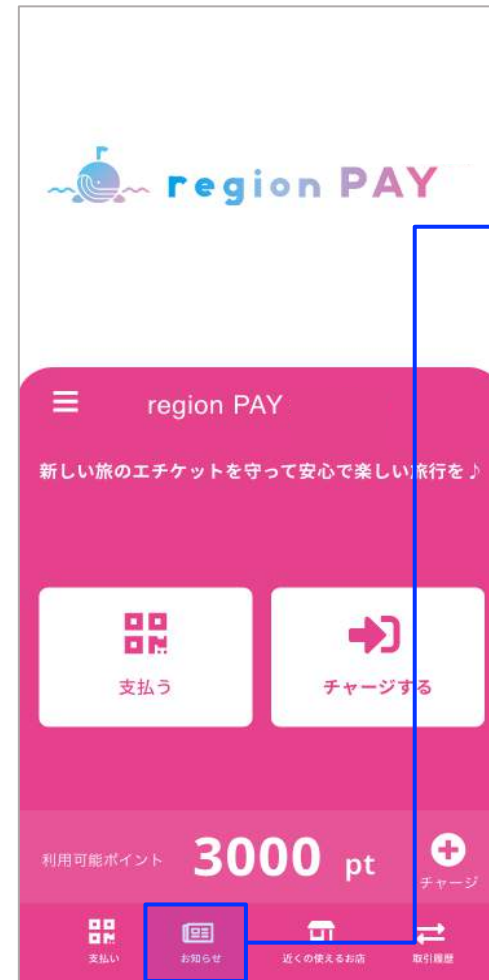 region PAY
region PAY
新しい旅のエチケットを守って安心で楽しい旅行を♪
支払う
チャージする
利用可能ポイント 3000 pt
チャージ
支払い お知らせ 近くの使えるお店 取引履歴